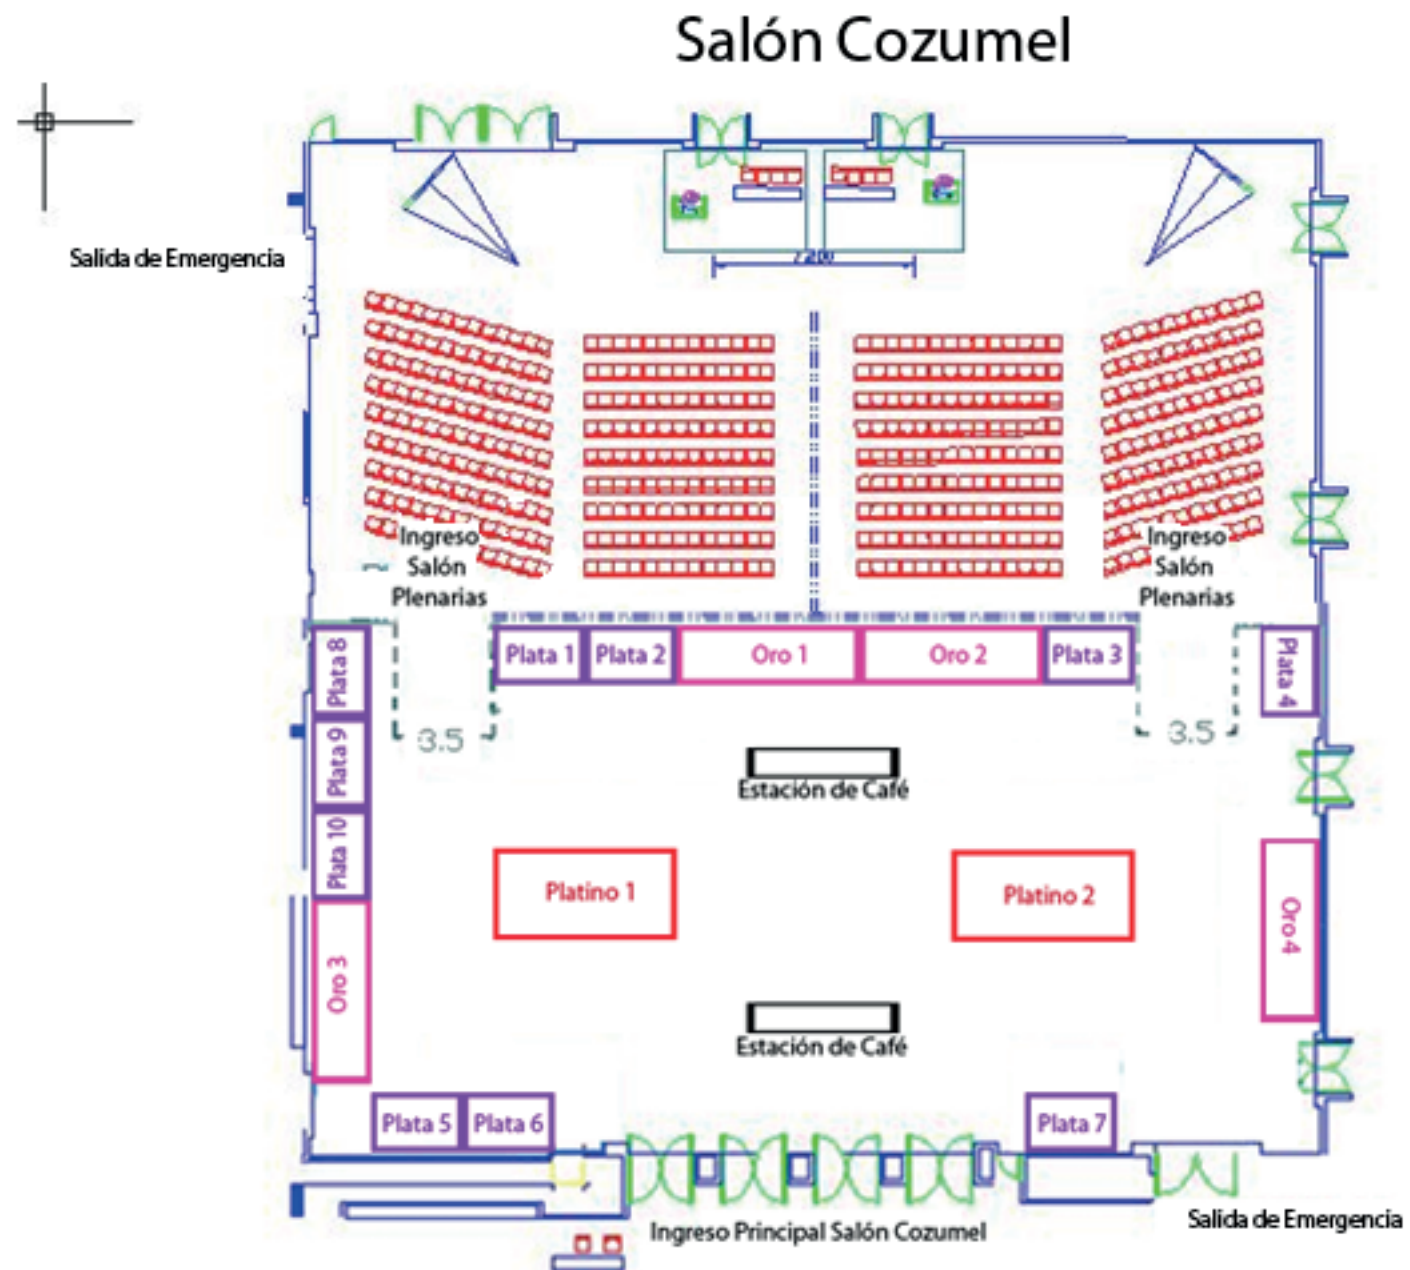 Salón Cozumel
Salida de Emergencia
7.200
Ingreso
Salón
Plenarias
Ingreso
Salón
Plenarias
Plata 8
Plata 1
Plata 2
Oro 1
Oro 2
Plata 3
Plata 4
3.5
3.5
Plata 9
Estación de Café
Plata 10
Platino 1
Platino 2
Oro 3
Oro 4
Estación de Café
Plata 5
Plata 6
Plata 7
Ingreso Principal Salón Cozumel
Salida de Emergencia